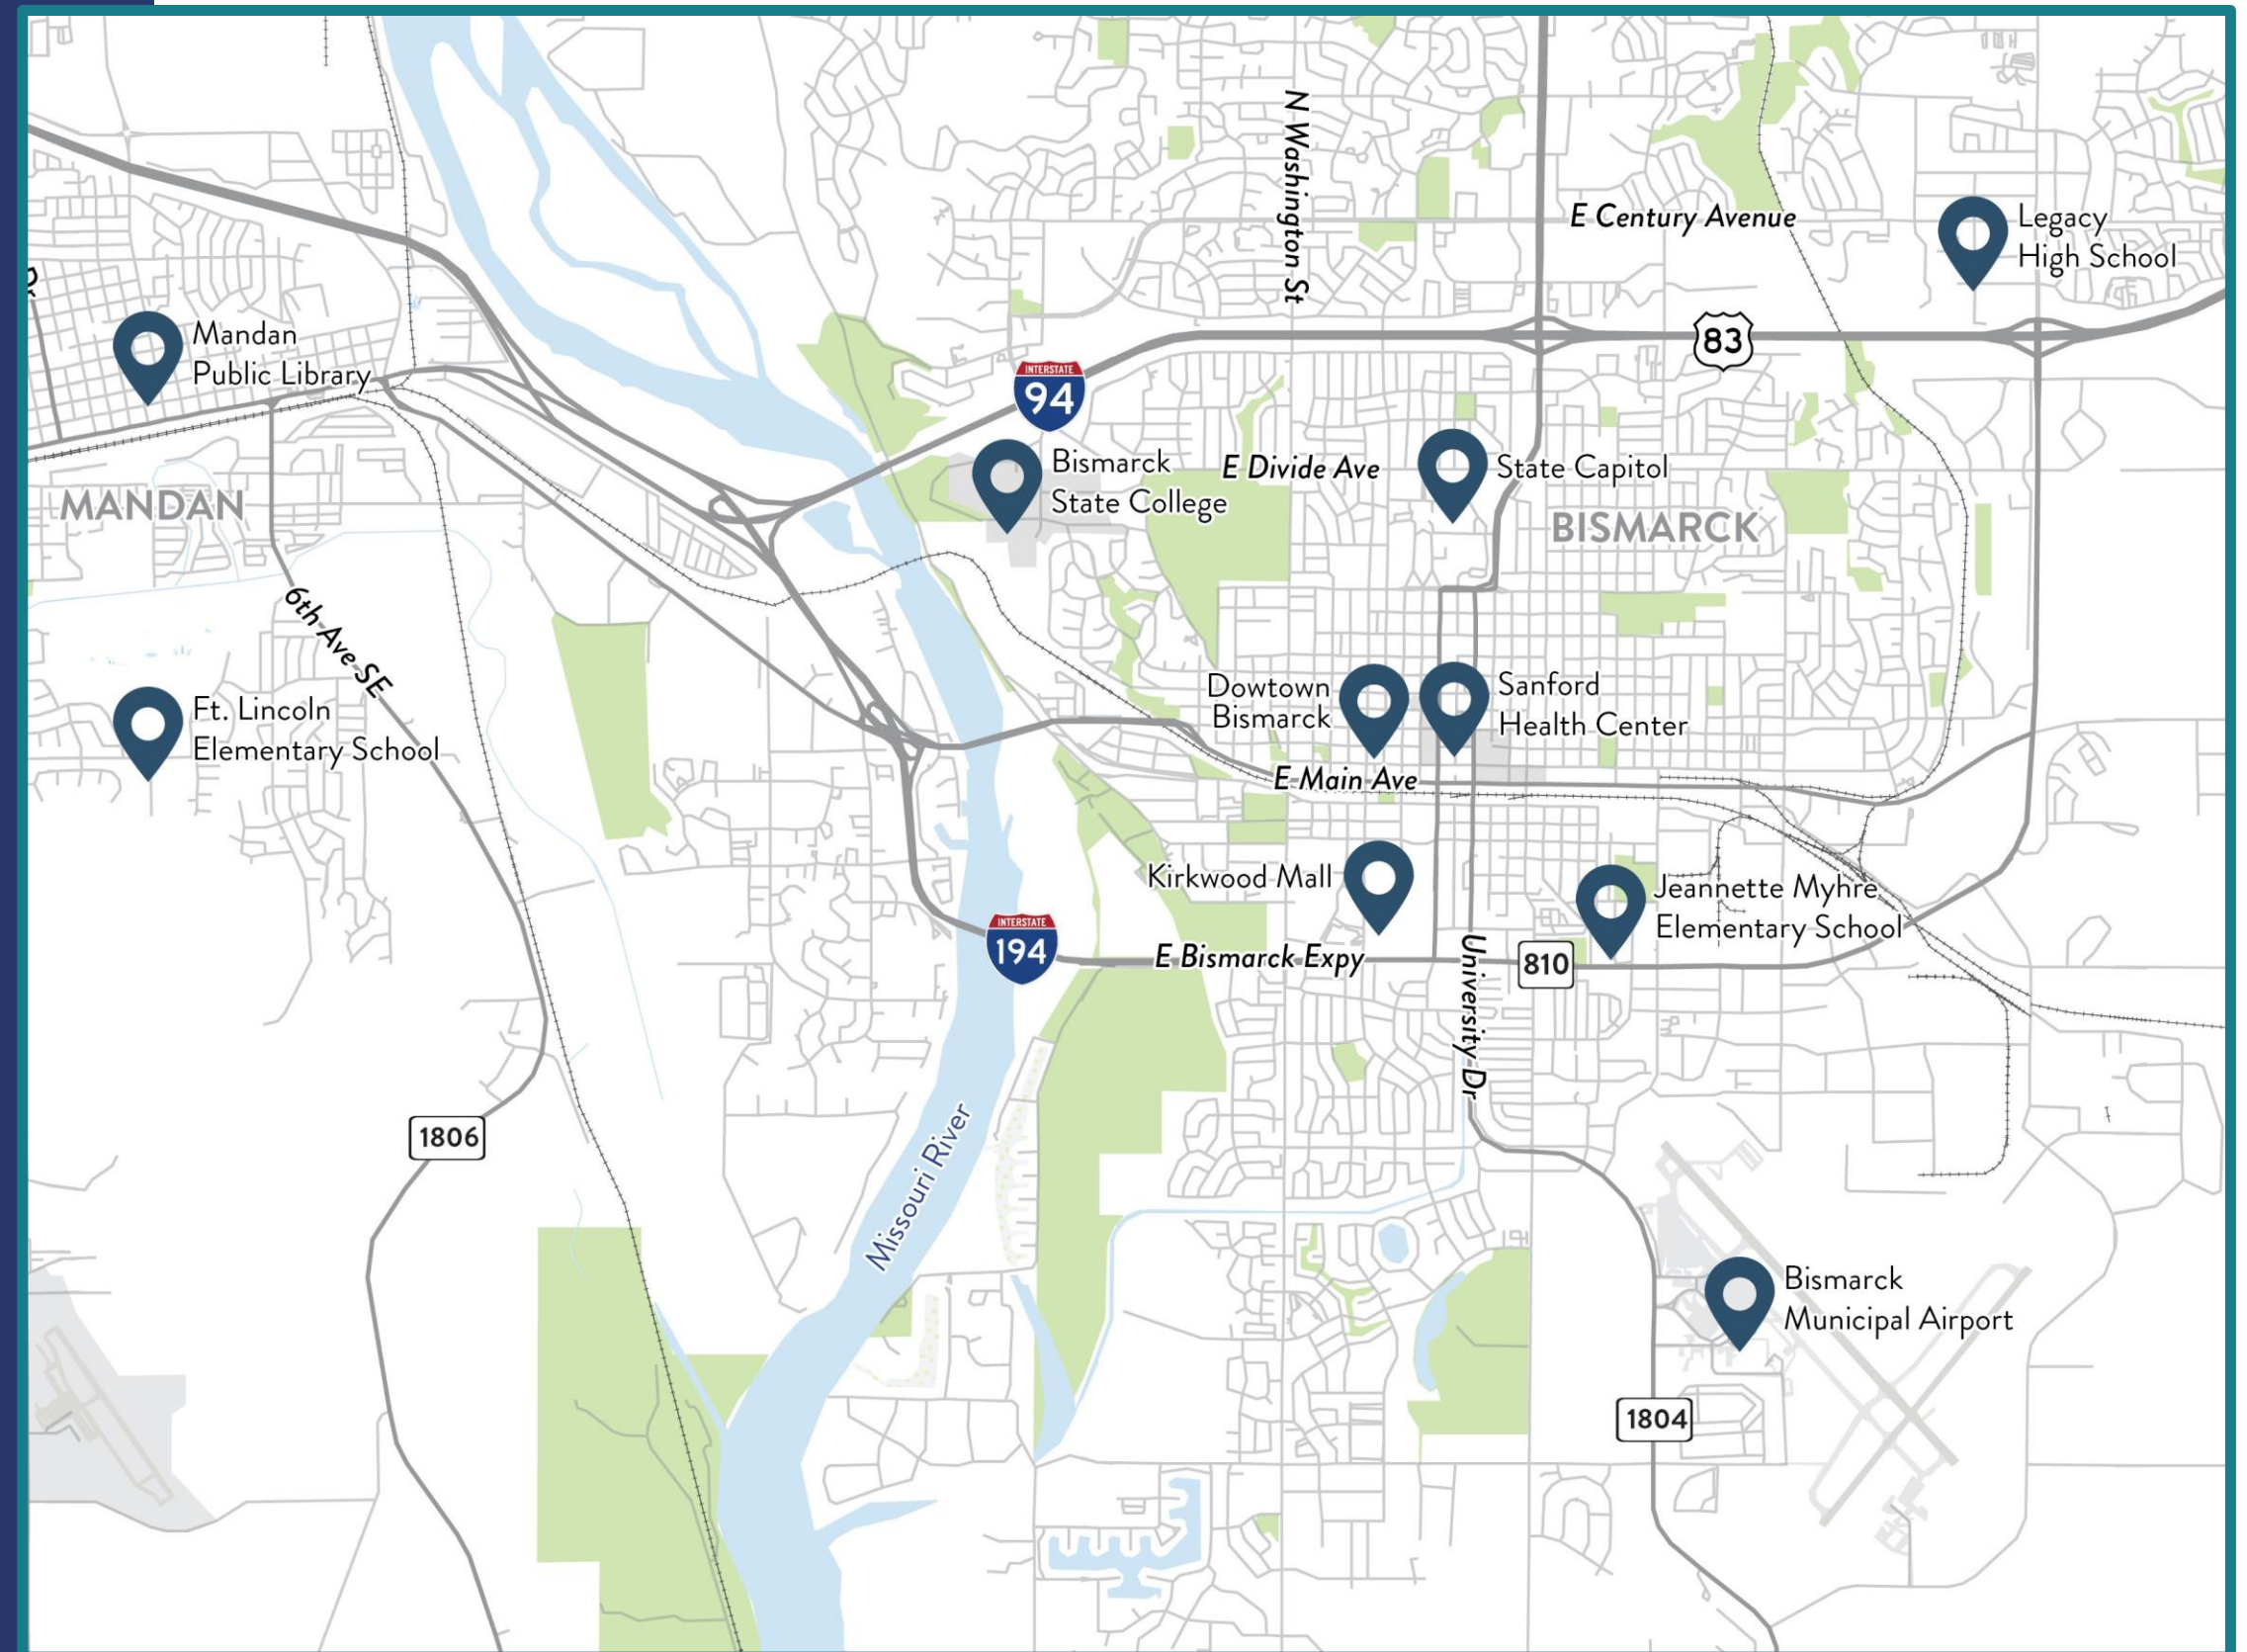 N Washington St
E Century Avenue
Legacy
High School
Mandan
Public Library
83
INTERSTATE
94
Bismarck
State College
E Divide Ave
State Capitol
MANDAN
BISMARCK
6th Ave SE
Ft. Lincoln
Elementary School
Dowtown
Bismarck
Sanford
Health Center
E Main Ave
Kirkwood Mall
Jeannette Myhre
Elementary School
INTERSTATE
194
E Bismarck Expy
810
University Dr
1806
Missouri River
Bismarck
Municipal Airport
1804